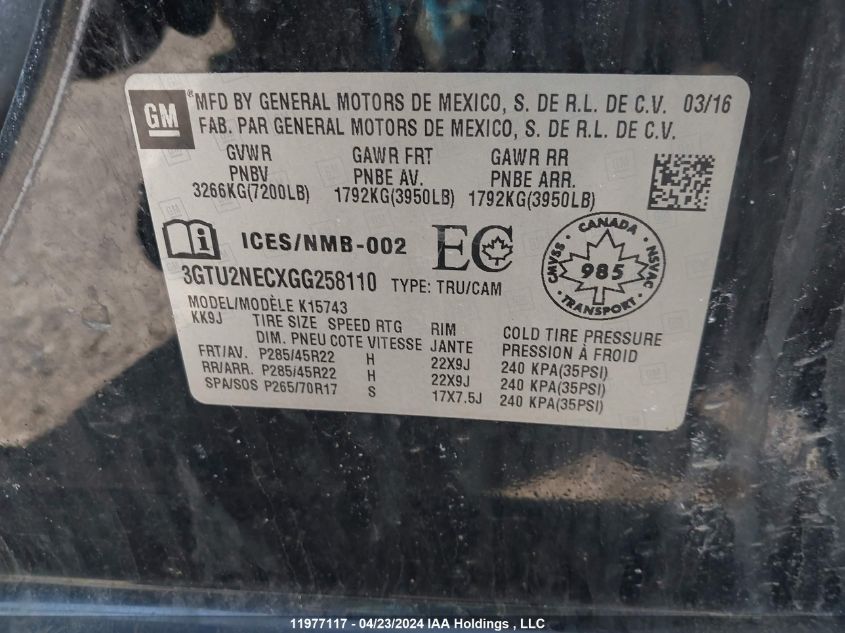 GM ® MFD BY GENERAL MOTORS DE MEXICO, S. DE R.L. DE C.V. 03/16
FAB. PAR GENERAL MOTORS DE MEXICO, S. DE R.L. DE C.V.
GVWR GAWR FRT GAWR RR
PNBV PNBE AV. PNBE ARR.
3266KG(7200LB) 1792KG(3950LB) 1792KG(3950LB)
ICES/NMB-002 EC
CANADA CMVSS NSVAC 985 TRANSPORT
3GTU2NECXGG258110 TYPE: TRU/CAM
MODEL/MODÈLE K15743
KK9J TIRE SIZE SPEED RTG RIM COLD TIRE PRESSURE
DIM. PNEU COTE VITESSE JANTE PRESSION À FROID
FRT/AV. P285/45R22 H 22X9J 240 KPA(35PSI)
RR/ARR. P285/45R22 H 22X9J 240 KPA(35PSI)
SPA/SOS P265/70R17 S 17X7.5J 240 KPA(35PSI)
11977117 - 04/23/2024 IAA Holdings , LLC